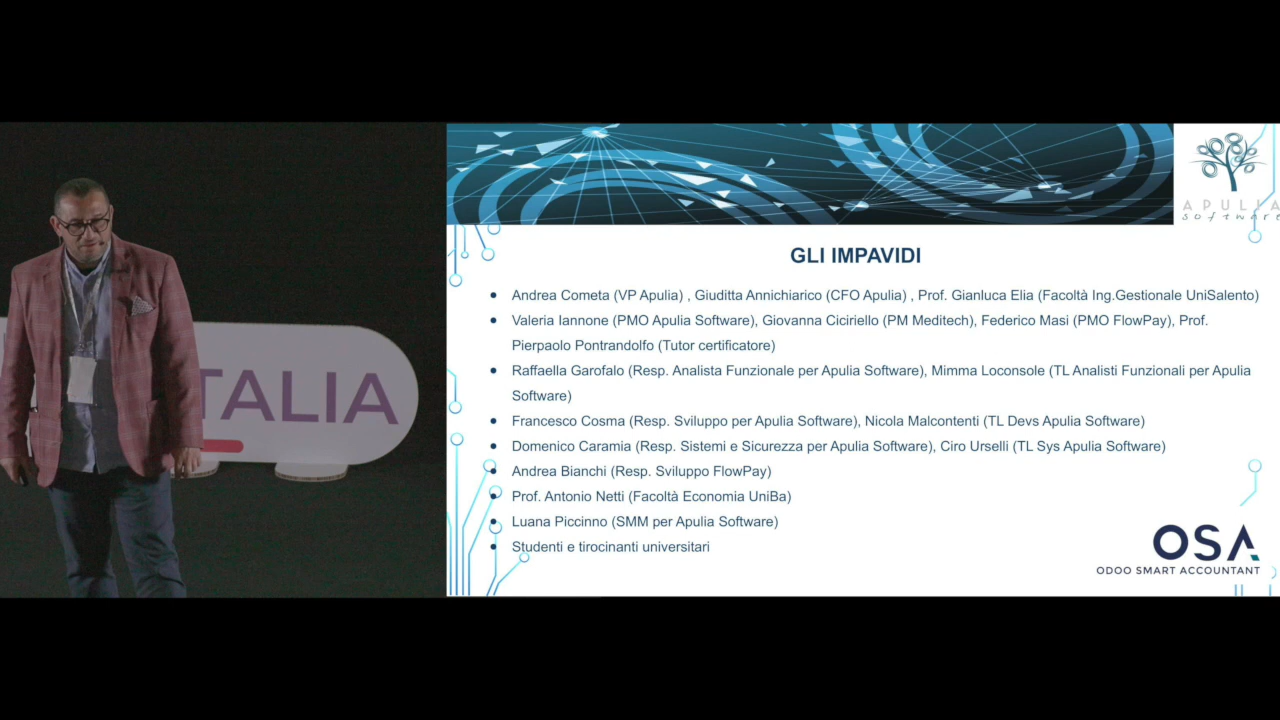 TALIA
APULIA
software
GLI IMPAVIDI
• Andrea Cometa (VP Apulia) , Giuditta Annichiarico (CFO Apulia) , Prof. Gianluca Elia (Facoltà Ing.Gestionale UniSalento)
• Valeria Iannone (PMO Apulia Software), Giovanna Ciciriello (PM Meditech), Federico Masi (PMO FlowPay), Prof.
Pierpaolo Pontrandolfo (Tutor certificatore)
• Raffaella Garofalo (Resp. Analista Funzionale per Apulia Software), Mimma Loconsole (TL Analisti Funzionali per Apulia
Software)
• Francesco Cosma (Resp. Sviluppo per Apulia Software), Nicola Malcontenti (TL Devs Apulia Software)
• Domenico Caramia (Resp. Sistemi e Sicurezza per Apulia Software), Ciro Urselli (TL Sys Apulia Software)
• Andrea Bianchi (Resp. Sviluppo FlowPay)
• Prof. Antonio Netti (Facoltà Economia UniBa)
• Luana Piccinno (SMM per Apulia Software)
• Studenti e tirocinanti universitari
OSA
ODOO SMART ACCOUNTANT